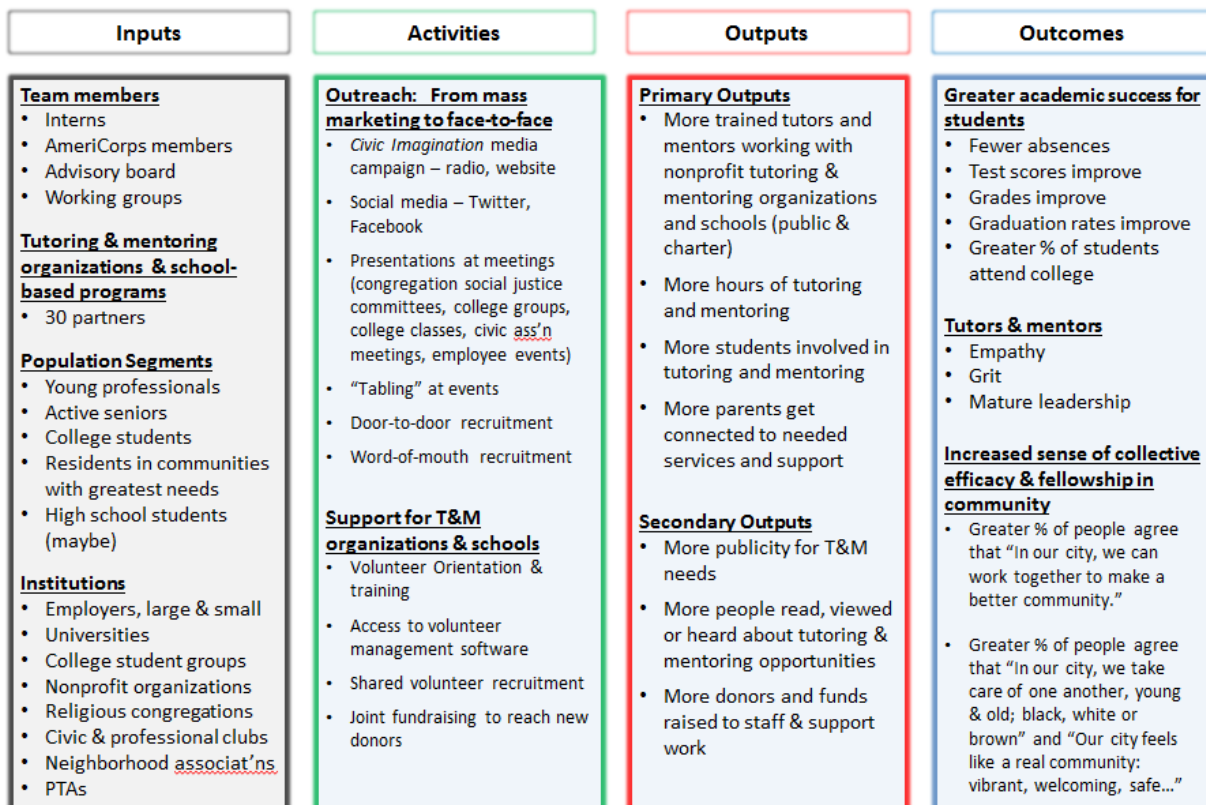 Inputs
Team members
• Interns
• AmeriCorps members
• Advisory board
• Working groups
Tutoring & mentoring
organizations & school-
based programs
• 30 partners
Population Segments
• Young professionals
• Active seniors
• College students
• Residents in communities
with greatest needs
• High school students
(maybe)
Institutions
• Employers, large & small
• Universities
• College student groups
• Nonprofit organizations
• Religious congregations
• Civic & professional clubs
• Neighborhood associat'ns
• PTAs
Activities
Outreach: From mass
marketing to face-to-face
• Civic Imagination media
campaign – radio, website
• Social media – Twitter,
Facebook
• Presentations at meetings
(congregation social justice
committees, college groups,
college classes, civic ass'n
meetings, employee events)
• “Tabling” at events
• Door-to-door recruitment
• Word-of-mouth recruitment
Support for T&M
organizations & schools
• Volunteer Orientation &
training
• Access to volunteer
management software
• Shared volunteer recruitment
• Joint fundraising to reach new
donors
Outputs
Primary Outputs
• More trained tutors and
mentors working with
nonprofit tutoring &
mentoring organizations
and schools (public &
charter)
• More hours of tutoring
and mentoring
• More students involved in
tutoring and mentoring
• More parents get
connected to needed
services and support
Secondary Outputs
• More publicity for T&M
needs
• More people read, viewed
or heard about tutoring &
mentoring opportunities
• More donors and funds
raised to staff & support
work
Outcomes
Greater academic success for
students
• Fewer absences
• Test scores improve
• Grades improve
• Graduation rates improve
• Greater % of students
attend college
Tutors & mentors
• Empathy
• Grit
• Mature leadership
Increased sense of collective
efficacy & fellowship in
community
• Greater % of people agree
that “In our city, we can
work together to make a
better community.”
• Greater % of people agree
that “In our city, we take
care of one another, young
& old; black, white or
brown” and “Our city feels
like a real community:
vibrant, welcoming, safe…”